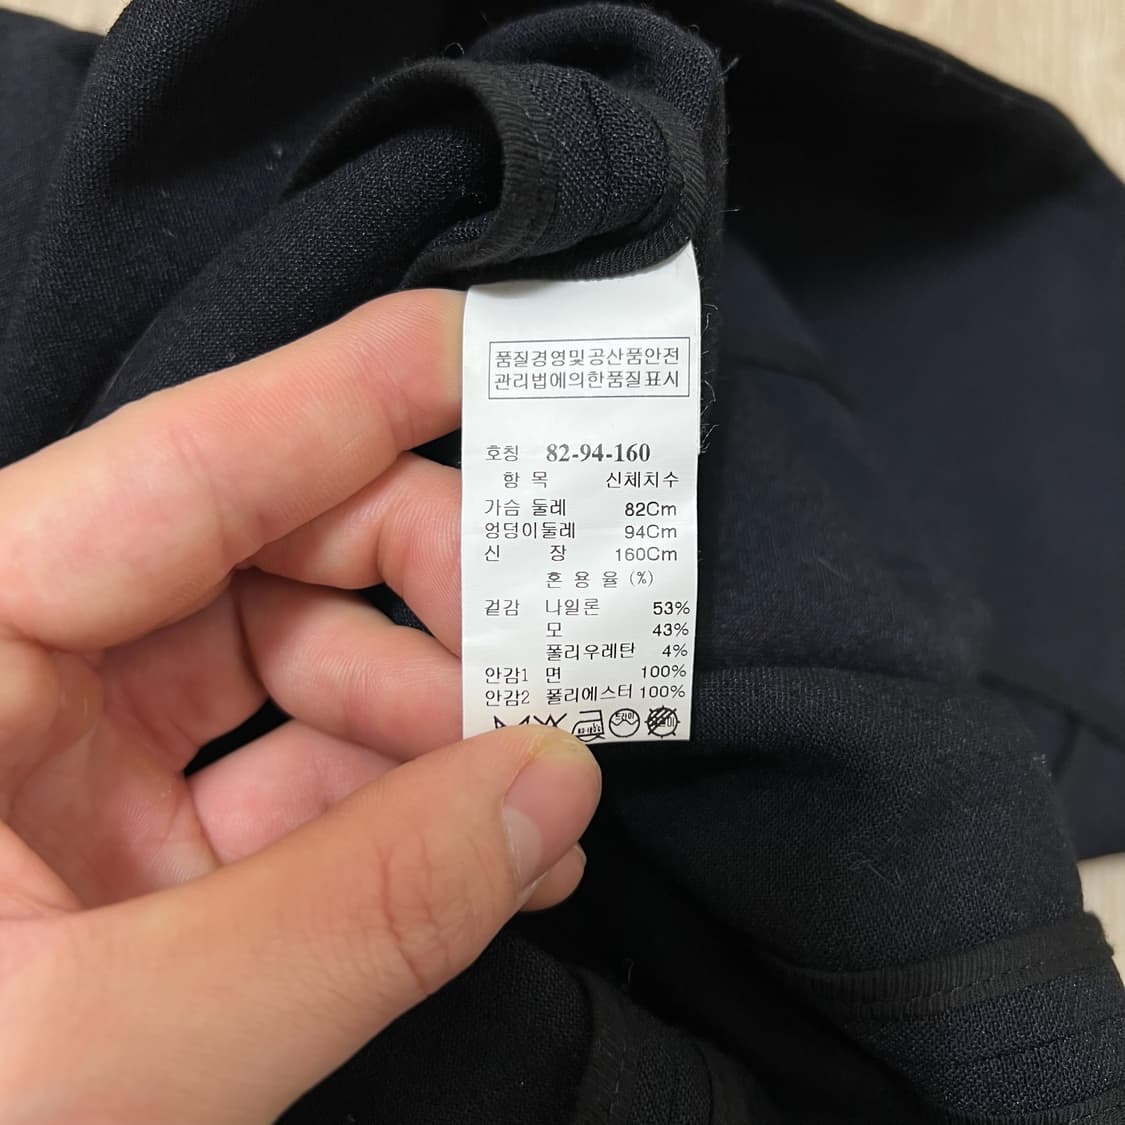 품질경영및공산품안전
관리법에의한품질표시
호칭 82-94-160
항 목 신체치수
가슴 둘레 82Cm
엉덩이둘레 94Cm
신 장 160Cm
혼 용 율 (%)
겉감 나일론 53%
모 43%
폴리우레탄 4%
안감1 면 100%
안감2 폴리에스터 100%
드라이